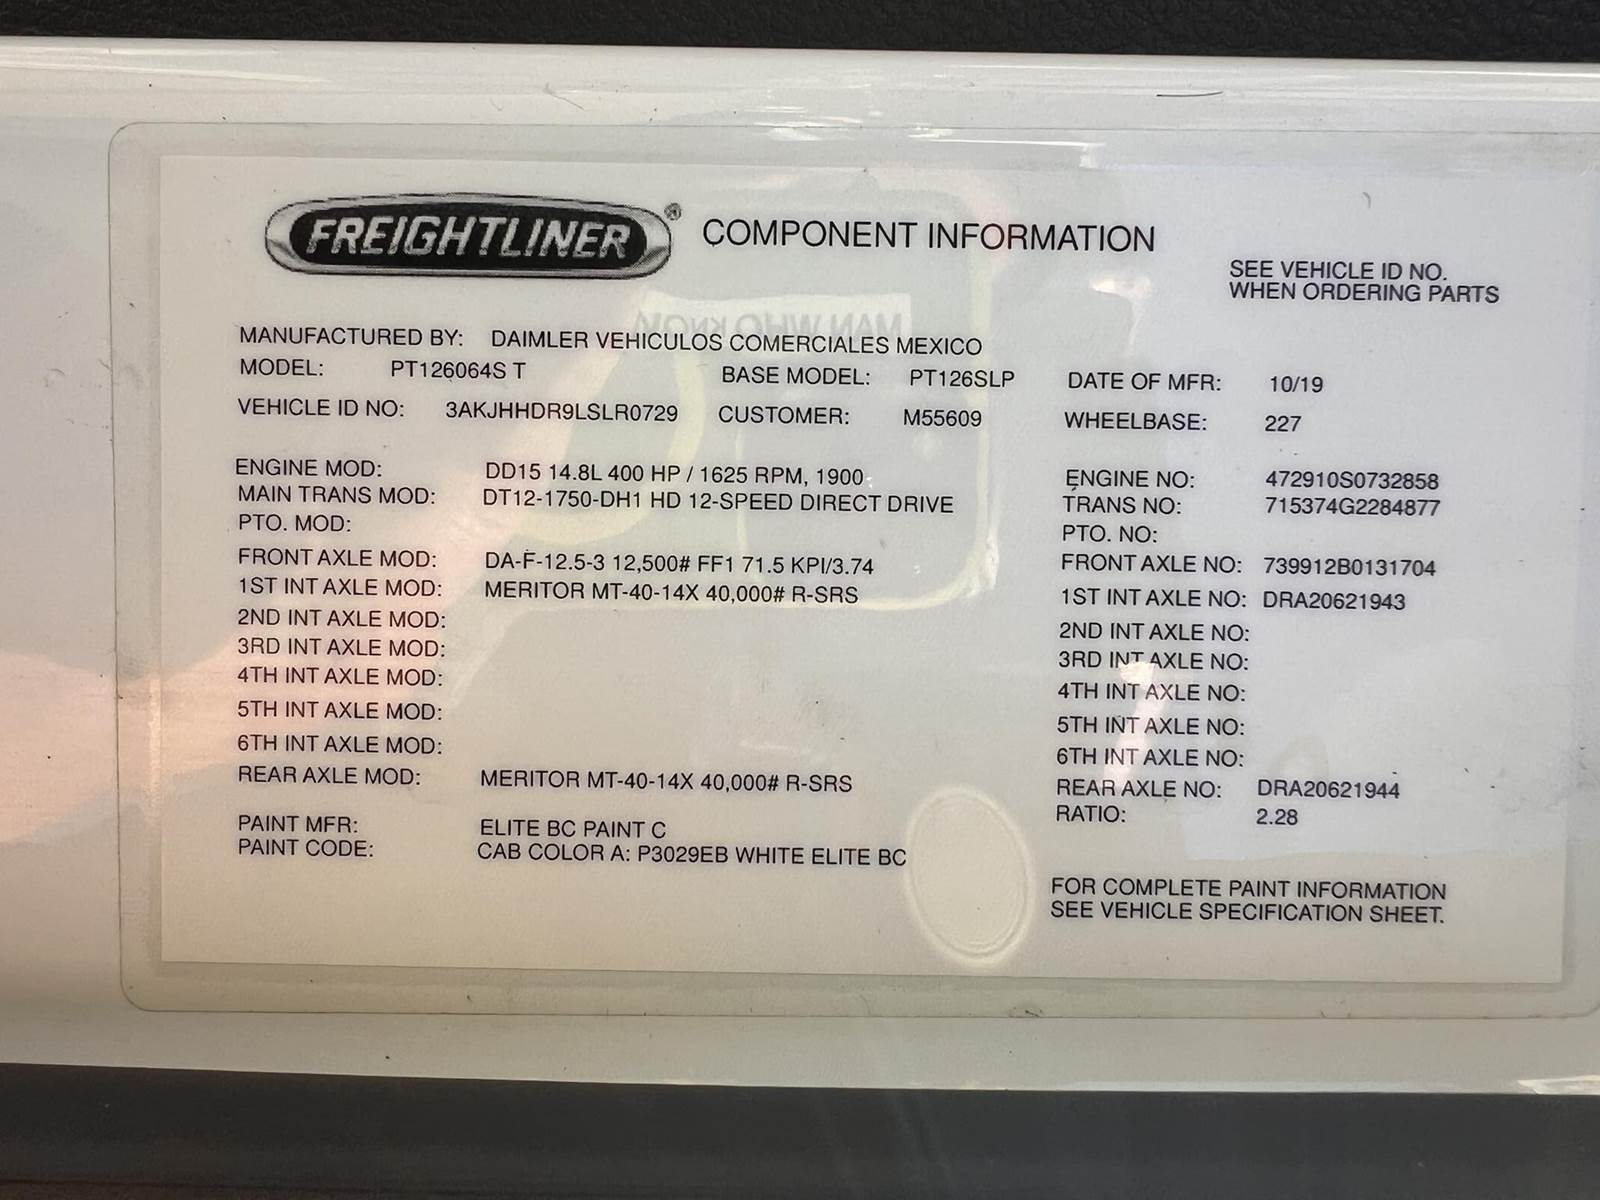 FREIGHTLINER® COMPONENT INFORMATION
SEE VEHICLE ID NO.
WHEN ORDERING PARTS
MAN WHO KNOW
MANUFACTURED BY: DAIMLER VEHICULOS COMERCIALES MEXICO
MODEL: PT126064S T BASE MODEL: PT126SLP DATE OF MFR: 10/19
VEHICLE ID NO: 3AKJHHDR9LSLR0729 CUSTOMER: M55609 WHEELBASE: 227
ENGINE MOD: DD15 14.8L 400 HP / 1625 RPM, 1900 ENGINE NO: 472910S0732858
MAIN TRANS MOD: DT12-1750-DH1 HD 12-SPEED DIRECT DRIVE TRANS NO: 715374G2284877
PTO. MOD: PTO. NO:
FRONT AXLE MOD: DA-F-12.5-3 12,500# FF1 71.5 KPI/3.74 FRONT AXLE NO: 739912B0131704
1ST INT AXLE MOD: MERITOR MT-40-14X 40,000# R-SRS 1ST INT AXLE NO: DRA20621943
2ND INT AXLE MOD: 2ND INT AXLE NO:
3RD INT AXLE MOD: 3RD INT AXLE NO:
4TH INT AXLE MOD: 4TH INT AXLE NO:
5TH INT AXLE MOD: 5TH INT AXLE NO:
6TH INT AXLE MOD: 6TH INT AXLE NO:
REAR AXLE MOD: MERITOR MT-40-14X 40,000# R-SRS REAR AXLE NO: DRA20621944
RATIO: 2.28
PAINT MFR: ELITE BC PAINT C
PAINT CODE: CAB COLOR A: P3029EB WHITE ELITE BC
FOR COMPLETE PAINT INFORMATION
SEE VEHICLE SPECIFICATION SHEET.